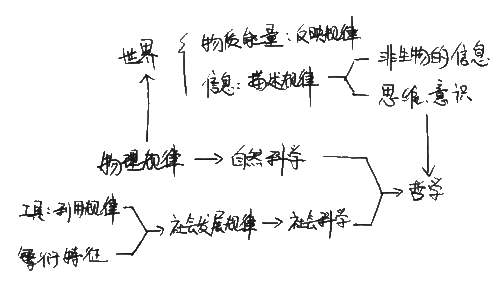 世界
物质能量:反映规律
信息:描述规律
非生物的信息
思维、意识
物理规律
自然科学
哲学
工具:利用规律
社会发展规律
社会科学
繁衍特征